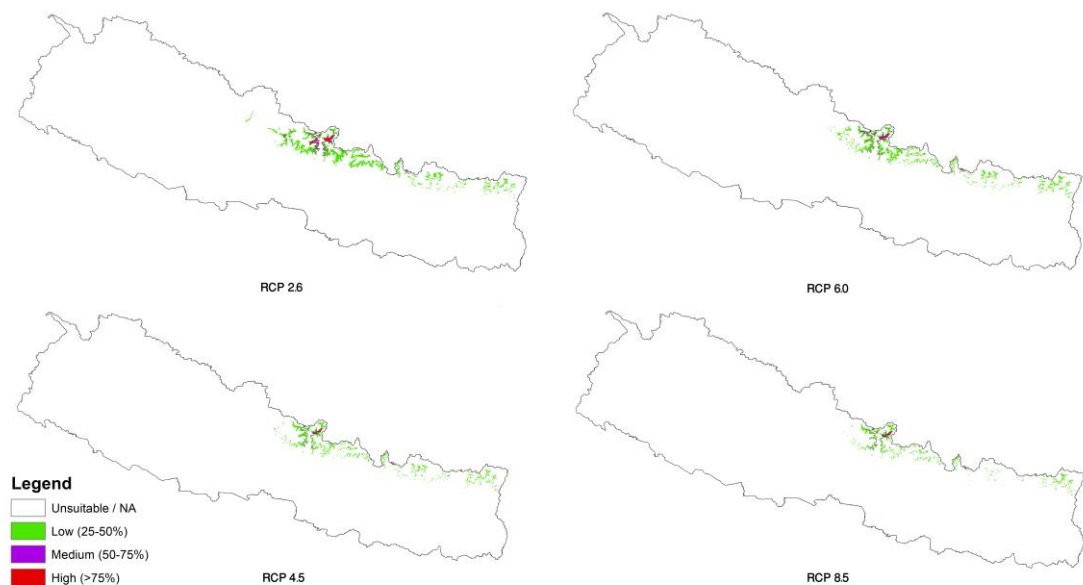 RCP 2.6
RCP 6.0
Legend
Unsuitable / NA
Low (25-50%)
Medium (50-75%)
High (>75%)
RCP 4.5
RCP 8.5